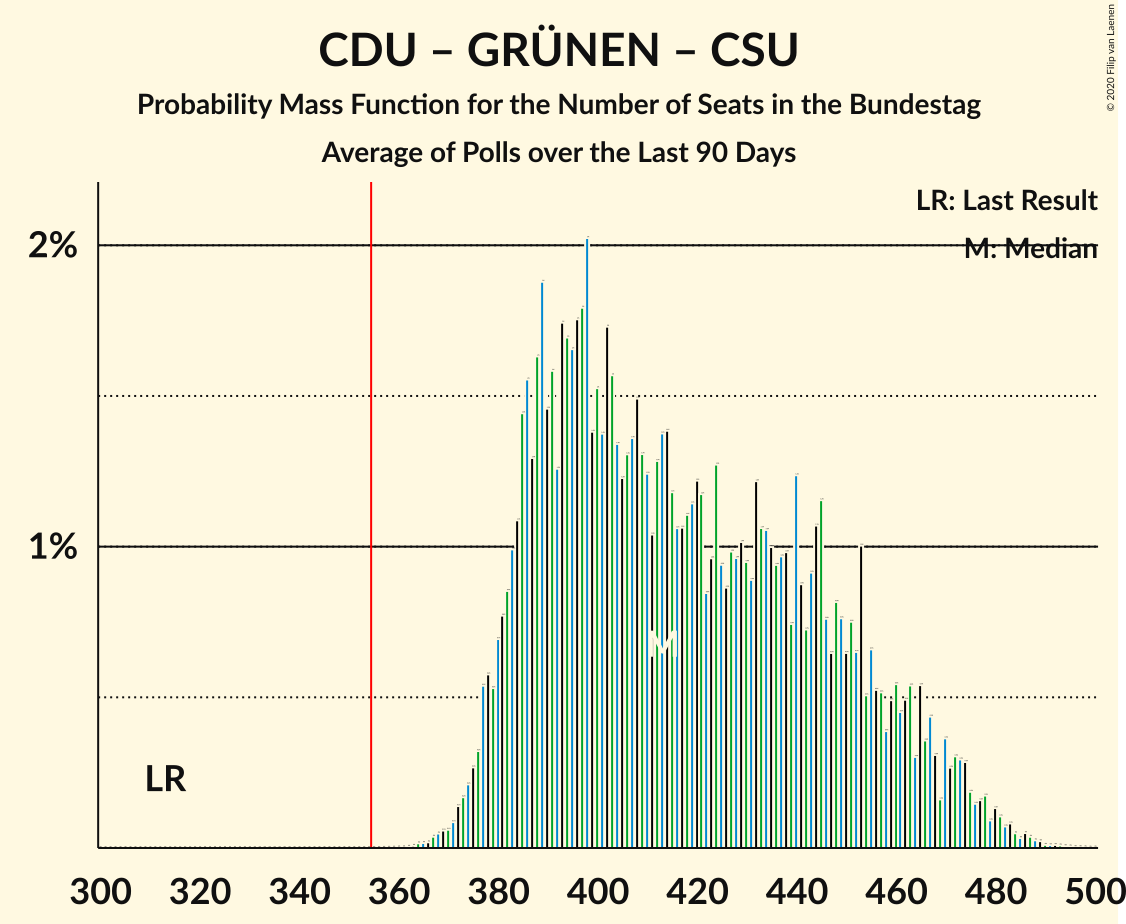 CDU – GRÜNEN – CSU
Probability Mass Function for the Number of Seats in the Bundestag
Average of Polls over the Last 90 Days
© 2020 Filip van Laenen
LR: Last Result
M: Median
2%
1%
M
LR
300 320 340 360 380 400 420 440 460 480 500